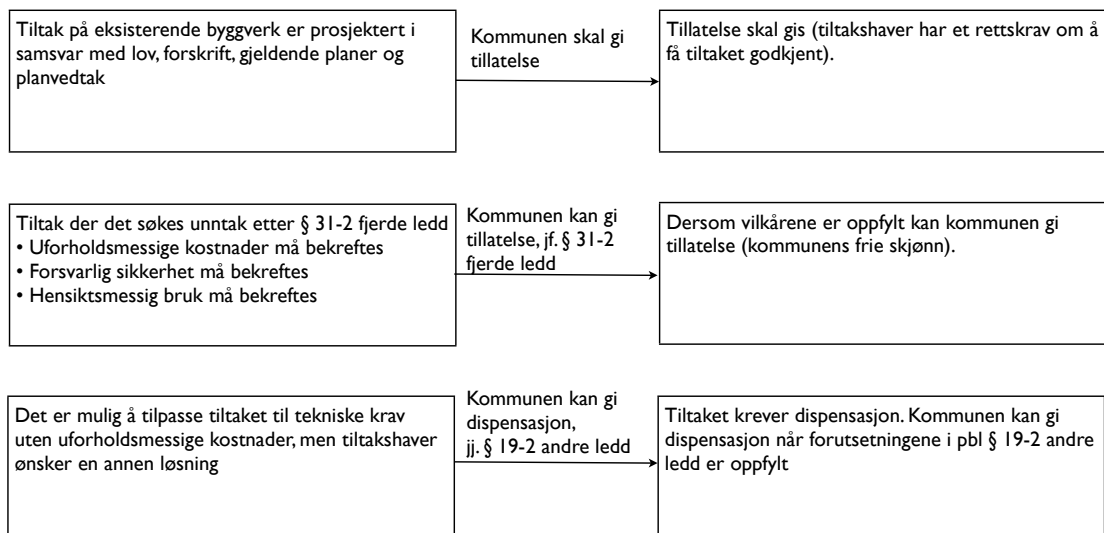 Tiltak på eksisterende byggverk er prosjektert i
samsvar med lov, forskrift, gjeldende planer og
planvedtak
Kommunen skal gi
tillatelse
Tillatelse skal gis (tiltakshaver har et rettskrav om å
få tiltaket godkjent).
Tiltak der det søkes unntak etter § 31-2 fjerde ledd
• Uforholdsmessige kostnader må bekreftes
• Forsvarlig sikkerhet må bekreftes
• Hensiktsmessig bruk må bekreftes
Kommunen kan gi
tillatelse, jf. § 31-2
fjerde ledd
Dersom vilkårene er oppfylt kan kommunen gi
tillatelse (kommunens frie skjønn).
Det er mulig å tilpasse tiltaket til tekniske krav
uten uforholdsmessige kostnader, men tiltakshaver
ønsker en annen løsning
Kommunen kan gi
dispensasjon,
jj. § 19-2 andre ledd
Tiltaket krever dispensasjon. Kommunen kan gi
dispensasjon når forutsetningene i pbl § 19-2 andre
ledd er oppfylt